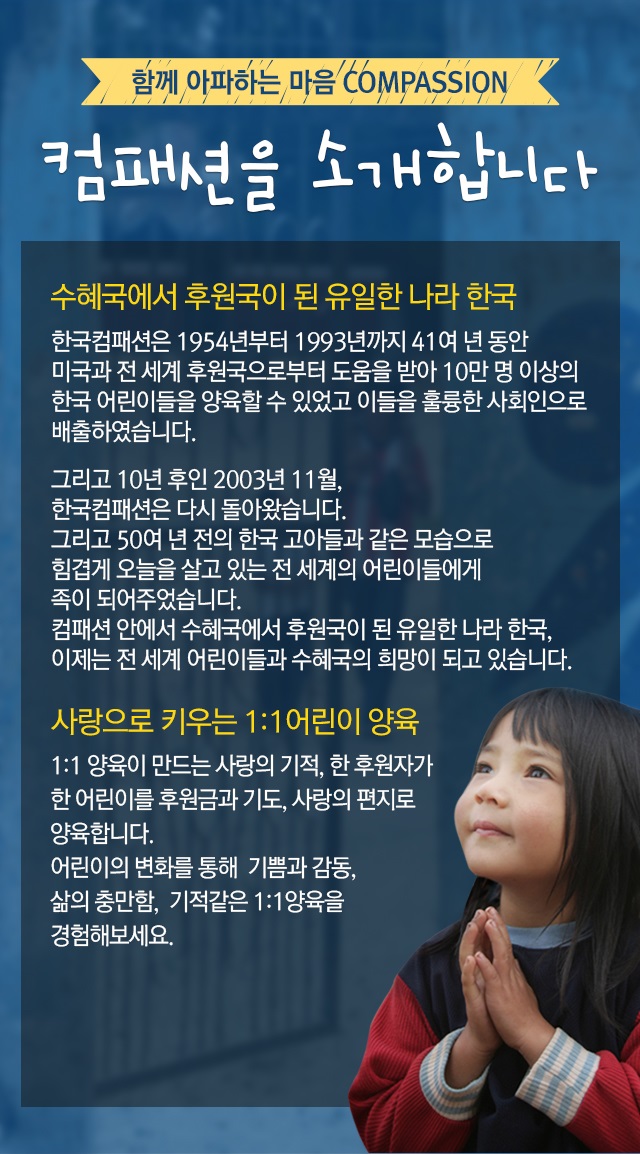 함께 아파하는 마음 COMPASSION
컴패션을 소개합니다
수혜국에서 후원국이 된 유일한 나라 한국
한국컴패션은 1954년부터 1993년까지 41여 년 동안
미국과 전 세계 후원국으로부터 도움을 받아 10만 명 이상의
한국 어린이들을 양육할 수 있었고 이들을 훌륭한 사회인으로
배출하였습니다.
그리고 10년 후인 2003년 11월,
한국컴패션은 다시 돌아왔습니다.
그리고 50여 년 전의 한국 고아들과 같은 모습으로
힘겹게 오늘을 살고 있는 전 세계의 어린이들에게
족이 되어주었습니다.
컴패션 안에서 수혜국에서 후원국이 된 유일한 나라 한국,
이제는 전 세계 어린이들과 수혜국의 희망이 되고 있습니다.
사랑으로 키우는 1:1어린이 양육
1:1 양육이 만드는 사랑의 기적, 한 후원자가
한 어린이를 후원금과 기도, 사랑의 편지로
양육합니다.
어린이의 변화를 통해 기쁨과 감동,
삶의 충만함, 기적같은 1:1양육을
경험해보세요.